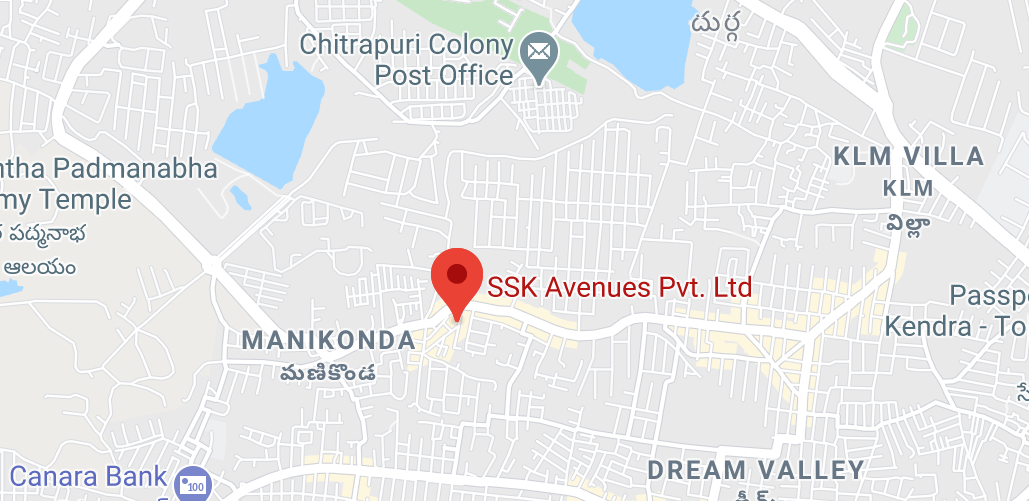 దుర్గ
Chitrapuri Colony
Post Office
ntha Padmanabha
my Temple
పద్మనాభ
ఆలయం
KLM VILLA
KLM
విల్లా
SSK Avenues Pvt. Ltd
Passpo
Kendra - To
MANIKONDA
మణికొండ
DREAM VALLEY
Canara Bank
100